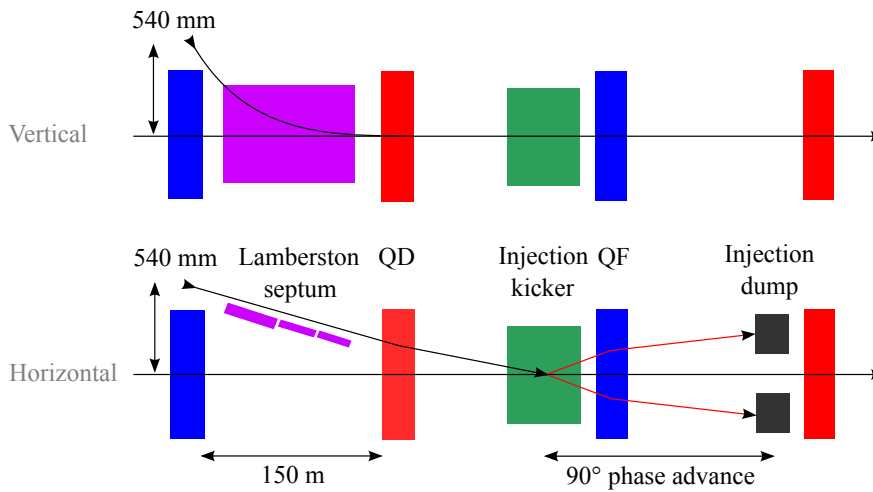 540 mm
Vertical
540 mm
Lamberston
septum
QD
Injection
kicker
QF
Injection
dump
Horizontal
150 m
90° phase advance